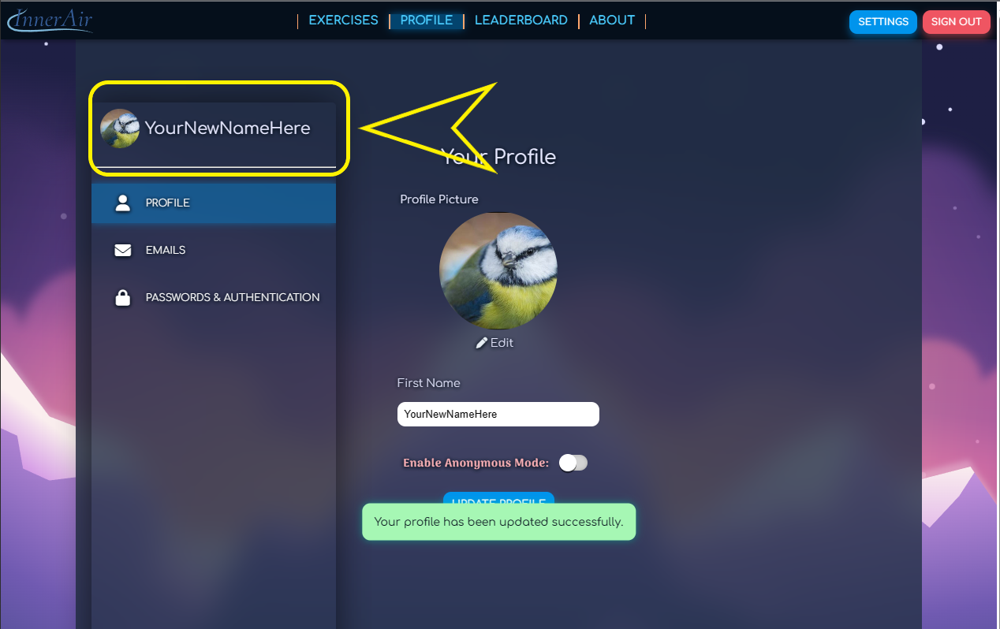 InnerAir
EXERCISES
PROFILE
LEADERBOARD
ABOUT
SETTINGS
SIGN OUT
YourNewNameHere
Your Profile
PROFILE
Profile Picture
EMAILS
PASSWORDS & AUTHENTICATION
Edit
First Name
YourNewNameHere
Enable Anonymous Mode:
UPDATE PROFILE
Your profile has been updated successfully.